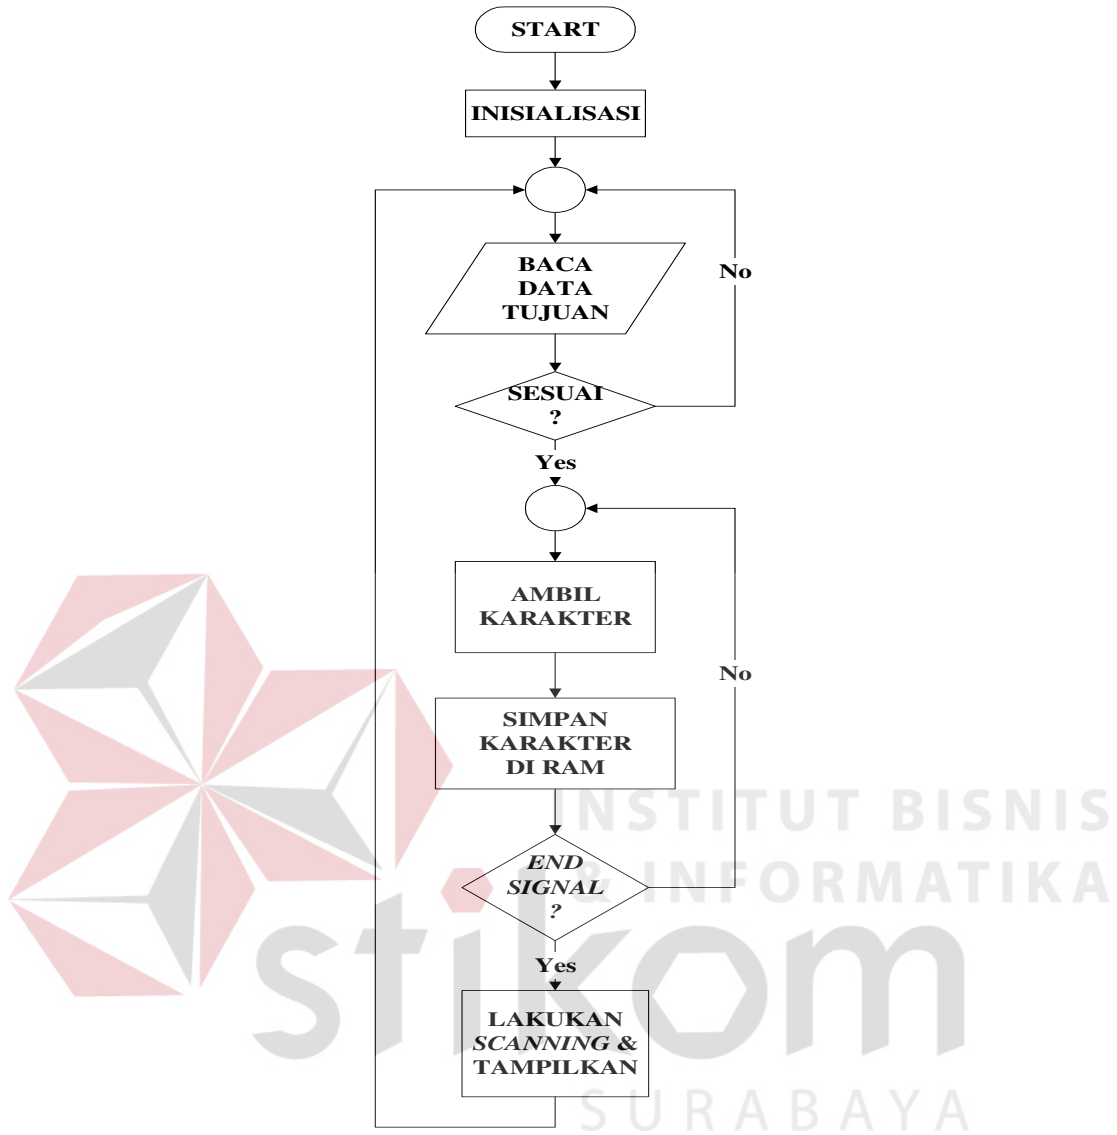 START
INISIALISASI
BACA
DATA
TUJUAN
No
SESUAI
?
Yes
AMBIL
KARAKTER
No
SIMPAN
KARAKTER
DI RAM
INSTITUT BISNIS
& INFORMATIKA
END
SIGNAL
?
stikom
Yes
LAKUKAN
SCANNING &
TAMPILKAN
SURABAYA